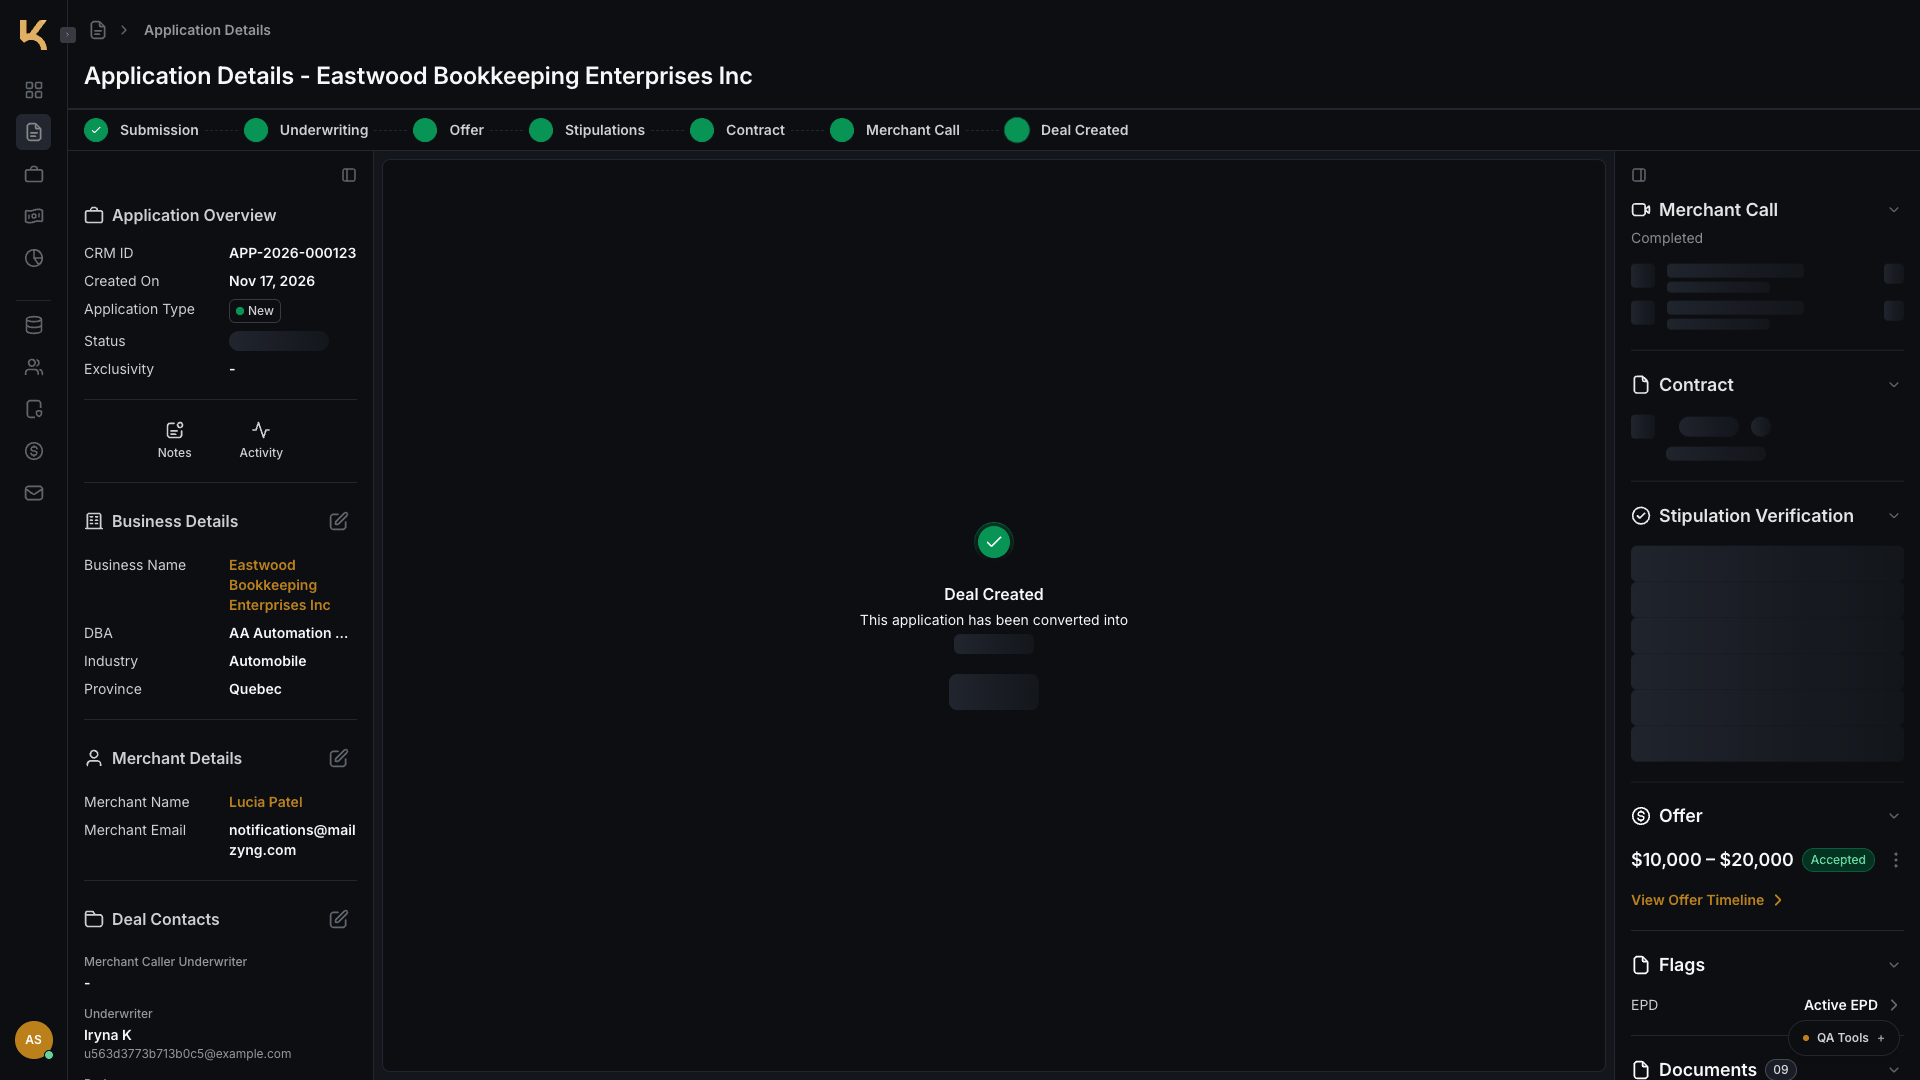 Application Details
Application Details - Eastwood Bookkeeping Enterprises Inc
Submission
Underwriting
Offer
Stipulations
Contract
Merchant Call
Deal Created
Application Overview
CRM ID APP-2026-000123
Created On Nov 17, 2026
Application Type New
Status
Exclusivity -
Notes
Activity
Business Details
Business Name Eastwood
Bookkeeping
Enterprises Inc
DBA AA Automation ...
Industry Automobile
Province Quebec
Merchant Details
Merchant Name Lucia Patel
Merchant Email notifications@mail
zyng.com
Deal Contacts
Merchant Caller Underwriter
-
Underwriter
Iryna K
u563d3773b713b0c5@example.com
AS
Deal Created
This application has been converted into
Merchant Call
Completed
Contract
Stipulation Verification
Offer
$10,000 – $20,000 Accepted
View Offer Timeline
Flags
EPD Active EPD
QA Tools +
Documents 09